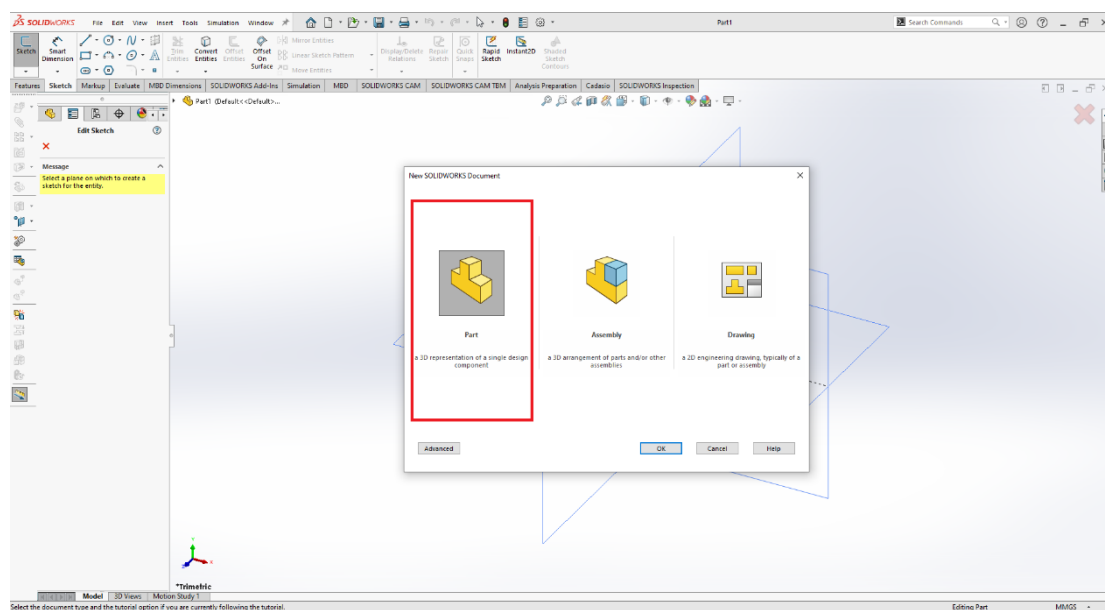 SOLIDWORKS File Edit View Insert Tools Simulation Window Part1 Search Commands
Sketch Smart Dimension Trim Entities Convert Entities Offset Entities Offset On Surface Mirror Entities Linear Sketch Pattern Move Entities Display/Delete Relations Repair Sketch Quick Snaps Rapid Sketch Instant2D Shaded Sketch Contours
Features Sketch Markup Evaluate MBD Dimensions SOLIDWORKS Add-Ins Simulation MBD SOLIDWORKS CAM SOLIDWORKS CAM TBM Analysis Preparation Cadasio SOLIDWORKS Inspection
Part1 (Default<<Default>...
Edit Sketch
Message
Select a plane on which to create a
sketch for the entity.
New SOLIDWORKS Document
Part
a 3D representation of a single design
component
Assembly
a 3D arrangement of parts and/or other
assemblies
Drawing
a 2D engineering drawing, typically of a
part or assembly
Advanced OK Cancel Help
*Trimetric
Model 3D Views Motion Study 1
Select the document type and the tutorial option if you are currently following the tutorial. Editing Part MMGS